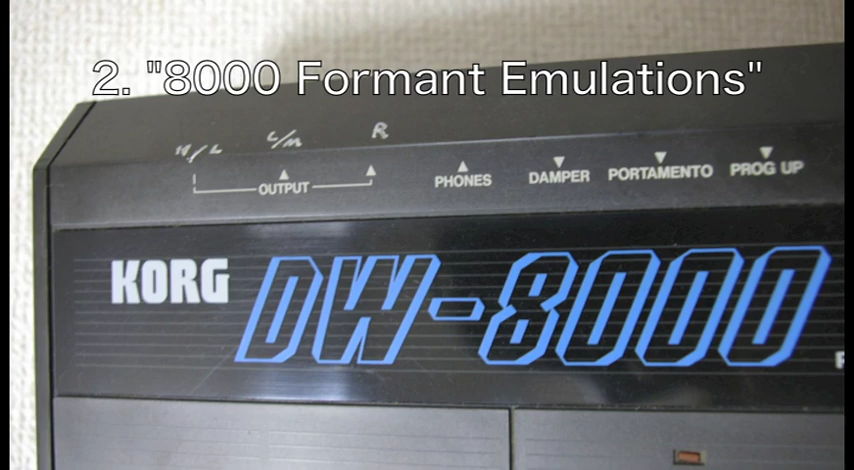 2. "8000 Formant Emulations"
R
OUTPUT PHONES DAMPER PORTAMENTO PROG UP
KORG DW-8000